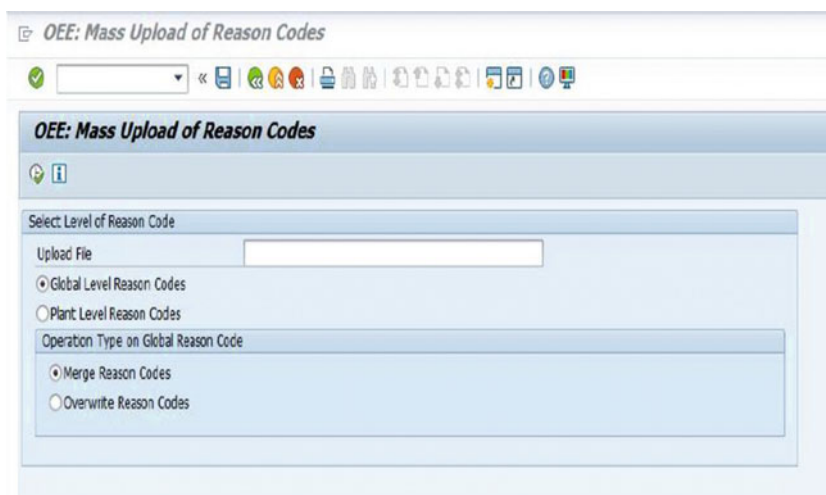 OEE: Mass Upload of Reason Codes
OEE: Mass Upload of Reason Codes
Select Level of Reason Code
Upload File
Global Level Reason Codes
Plant Level Reason Codes
Operation Type on Global Reason Code
Merge Reason Codes
Overwrite Reason Codes